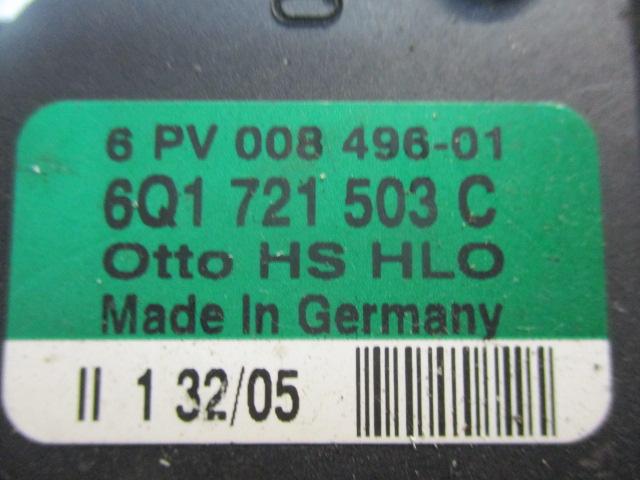 6 PV 008 496-01
6Q1 721 503 C
Otto HS HLO
Made In Germany
II 1 32/05